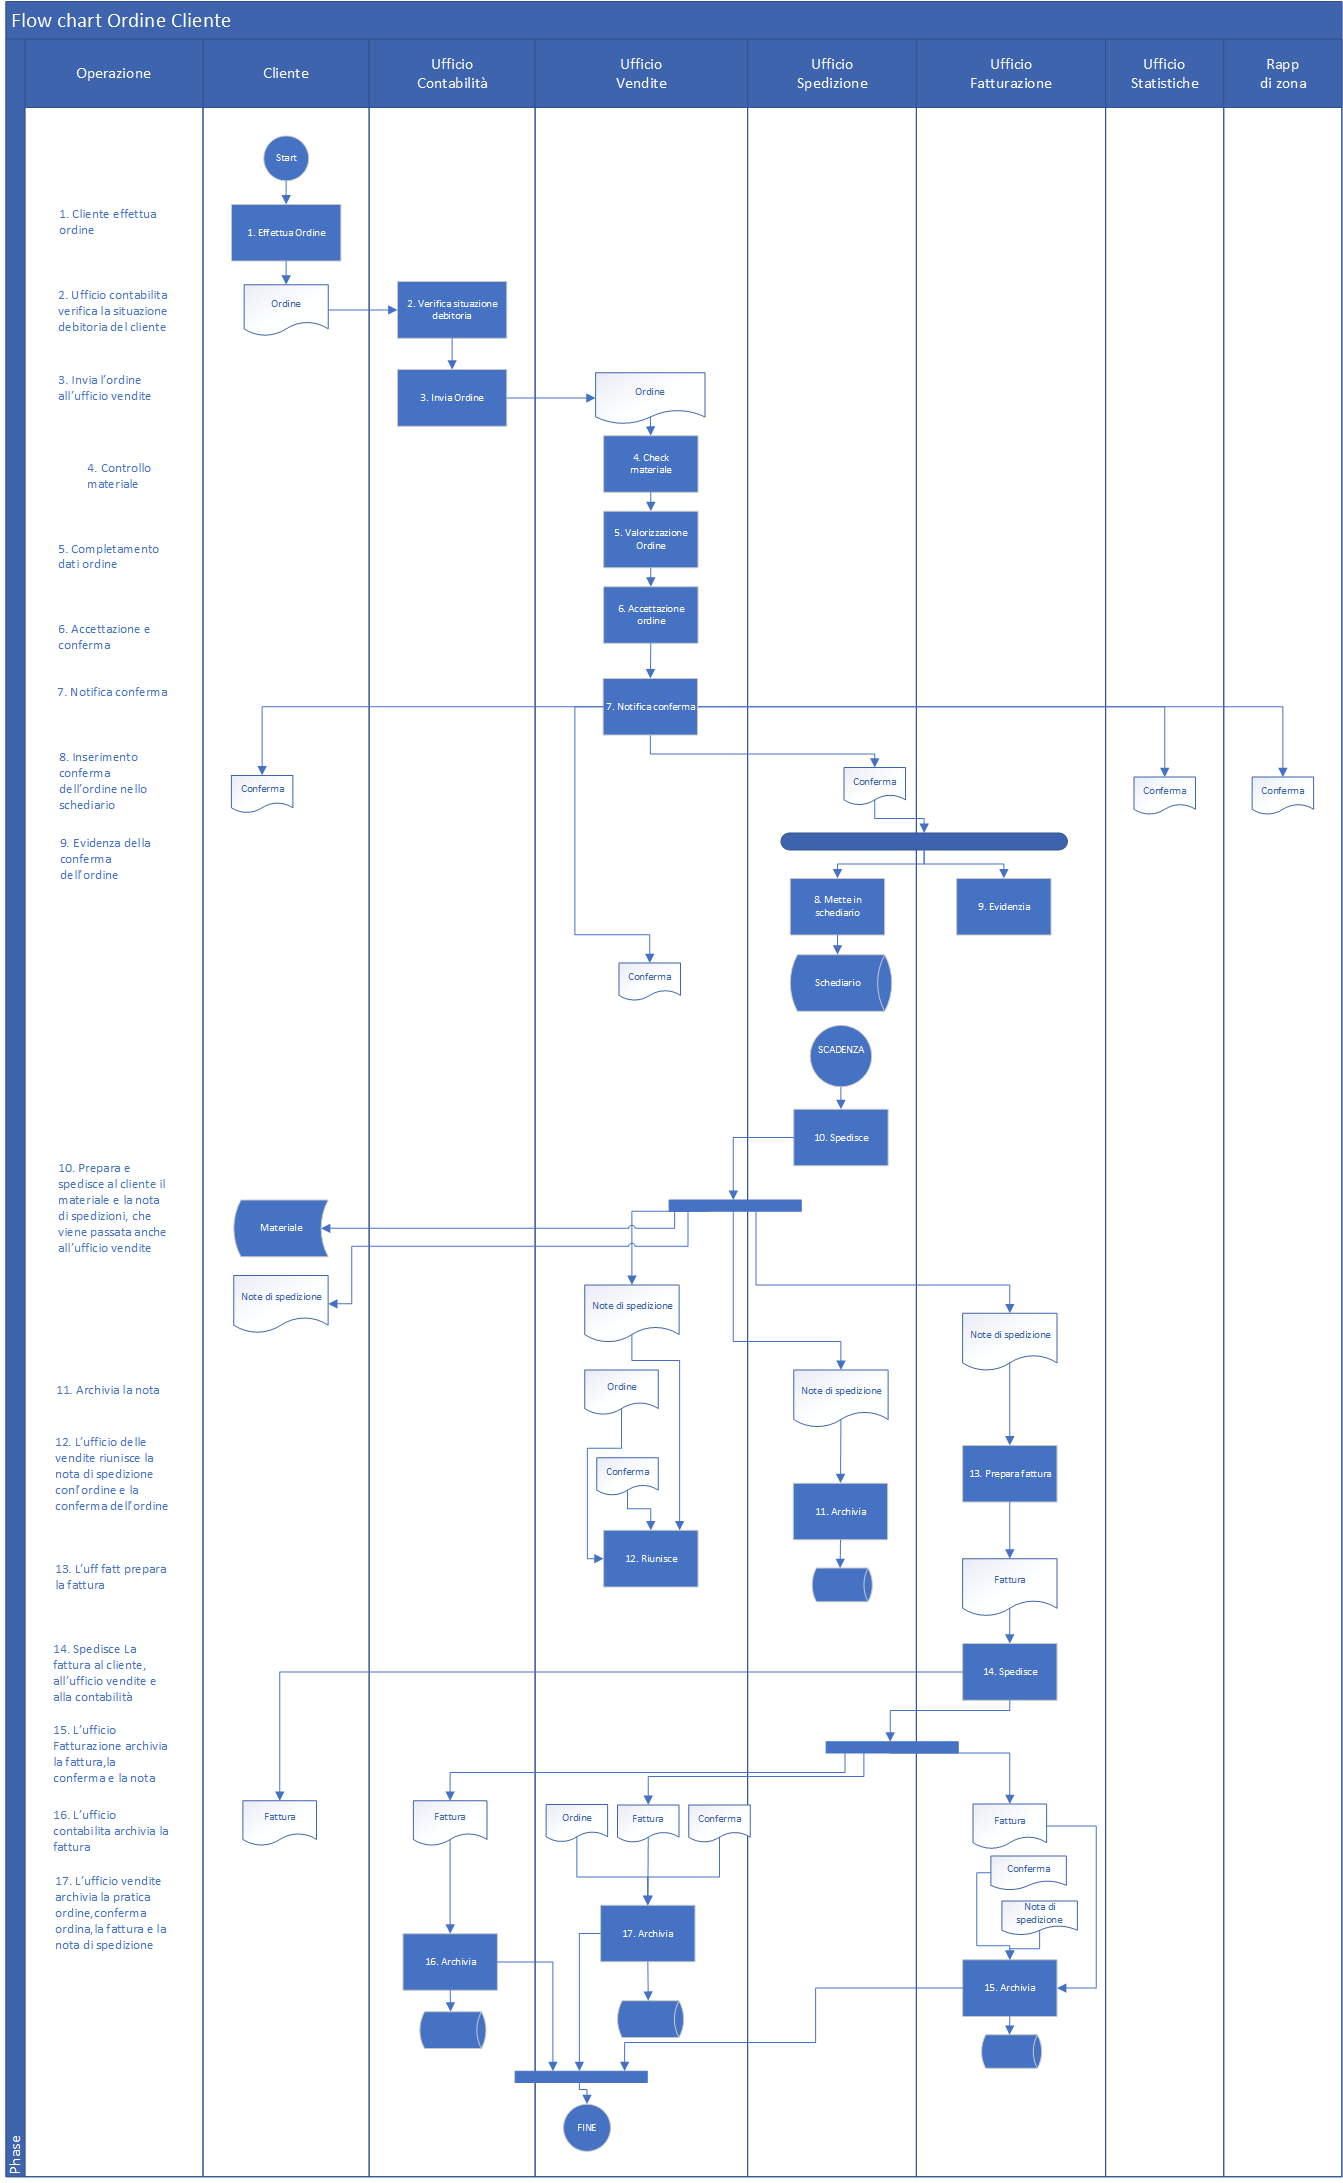 Flow chart Ordine Cliente
Operazione
Cliente
Ufficio
Contabilità
Ufficio
Vendite
Ufficio
Spedizione
Ufficio
Fatturazione
Ufficio
Statistiche
Rapp
di zona
Start
1. Cliente effettua
ordine
1. Effettua Ordine
2. Ufficio contabilita
verifica la situazione
debitoria del cliente
Ordine
2. Verifica situazione
debitoria
3. Invia l’ordine
all’ufficio vendite
3. Invia Ordine
Ordine
4. Controllo
materiale
4. Check
materiale
5. Completamento
dati ordine
5. Valorizzazione
Ordine
6. Accettazione e
conferma
6. Accettazione
ordine
7. Notifica conferma
7. Notifica conferma
8. Inserimento
conferma
dell’ordine nello
schediario
Conferma
Conferma
Conferma
Conferma
9. Evidenza della
conferma
dell’ordine
8. Mette in
schediario
9. Evidenzia
Conferma
Schediario
SCADENZA
10. Spedisce
10. Prepara e
spedisce al cliente il
materiale e la nota
di spedizioni, che
viene passata anche
all’ufficio vendite
Materiale
Note di spedizione
Note di spedizione
Note di spedizione
Note di spedizione
11. Archivia la nota
Ordine
12. L’ufficio delle
vendite riunisce la
nota di spedizione
con l’ordine e la
conferma dell’ordine
Conferma
11. Archivia
13. Prepara fattura
12. Riunisce
13. L’uff fatt prepara
la fattura
Fattura
14. Spedisce La
fattura al cliente,
all’ufficio vendite e
alla contabilità
14. Spedisce
15. L’ufficio
Fatturazione archivia
la fattura,la
conferma e la nota
16. L’ufficio
contabilita archivia la
fattura
Fattura
Fattura
Ordine
Fattura
Conferma
Fattura
Conferma
Nota di
spedizione
17. L’ufficio vendite
archivia la pratica
ordine,conferma
ordina,la fattura e la
nota di spedizione
16. Archivia
17. Archivia
15. Archivia
FINE
Phase